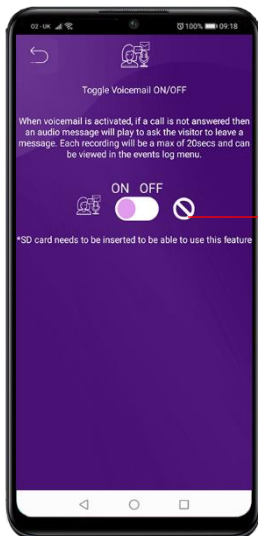 02-UK 100% 09:18
Toggle Voicemail ON/OFF
When voicemail is activated, if a call is not answered then
an audio message will play to ask the visitor to leave a
message. Each recording will be a max of 20secs and can
be viewed in the events log menu.
ON OFF
*SD card needs to be inserted to be able to use this feature